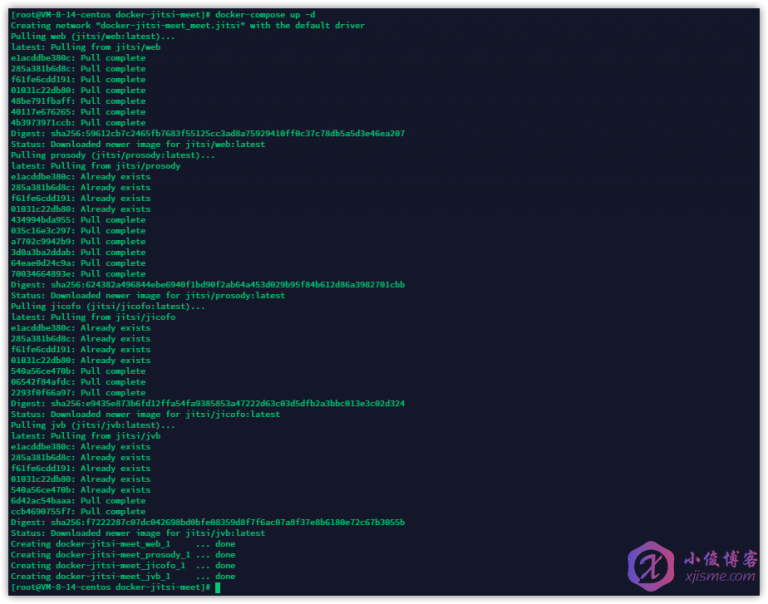 [root@VM-8-14-centos docker-jitsi-meet]# docker-compose up -d
Creating network "docker-jitsi-meet_meet.jitsi" with the default driver
Pulling web (jitsi/web:latest)...
latest: Pulling from jitsi/web
e1acddbe380c: Pull complete
285a381b6d8c: Pull complete
f61fe6cdd191: Pull complete
01031c22db80: Pull complete
48be791fbaff: Pull complete
40117e676265: Pull complete
4b3973971ccb: Pull complete
Digest: sha256:59612cb7c2465fb7683f55125cc3ad8a75929410ff0c37c78db5a5d3e46ea207
Status: Downloaded newer image for jitsi/web:latest
Pulling prosody (jitsi/prosody:latest)...
latest: Pulling from jitsi/prosody
e1acddbe380c: Already exists
285a381b6d8c: Already exists
f61fe6cdd191: Already exists
01031c22db80: Already exists
434994bda955: Pull complete
035c16e3c297: Pull complete
a7702c9942b9: Pull complete
3d0a3ba2ddab: Pull complete
64eae0d24c9a: Pull complete
70034664893e: Pull complete
Digest: sha256:624382a496844ebe6940f1bd90f2ab64a453d029b95f84b612d86a3982701cbb
Status: Downloaded newer image for jitsi/prosody:latest
Pulling jicofo (jitsi/jicofo:latest)...
latest: Pulling from jitsi/jicofo
e1acddbe380c: Already exists
285a381b6d8c: Already exists
f61fe6cdd191: Already exists
01031c22db80: Already exists
540a56ce470b: Pull complete
06542f84afdc: Pull complete
2293f0f66a97: Pull complete
Digest: sha256:e9435e873b6fd12ffa54fa9385853a47222d63c03d5dfb2a3bbc013e3c02d324
Status: Downloaded newer image for jitsi/jicofo:latest
Pulling jvb (jitsi/jvb:latest)...
latest: Pulling from jitsi/jvb
e1acddbe380c: Already exists
285a381b6d8c: Already exists
f61fe6cdd191: Already exists
01031c22db80: Already exists
540a56ce470b: Already exists
6d42ac54baaa: Pull complete
ccb4690755f7: Pull complete
Digest: sha256:f7222287c07dc042698bd0bfe08359d8f7f6ac07a8f37e8b6180e72c67b3055b
Status: Downloaded newer image for jitsi/jvb:latest
Creating docker-jitsi-meet_web_1     ... done
Creating docker-jitsi-meet_prosody_1 ... done
Creating docker-jitsi-meet_jicofo_1  ... done
Creating docker-jitsi-meet_jvb_1     ... done
[root@VM-8-14-centos docker-jitsi-meet]#
小俊博客
xjisme.com